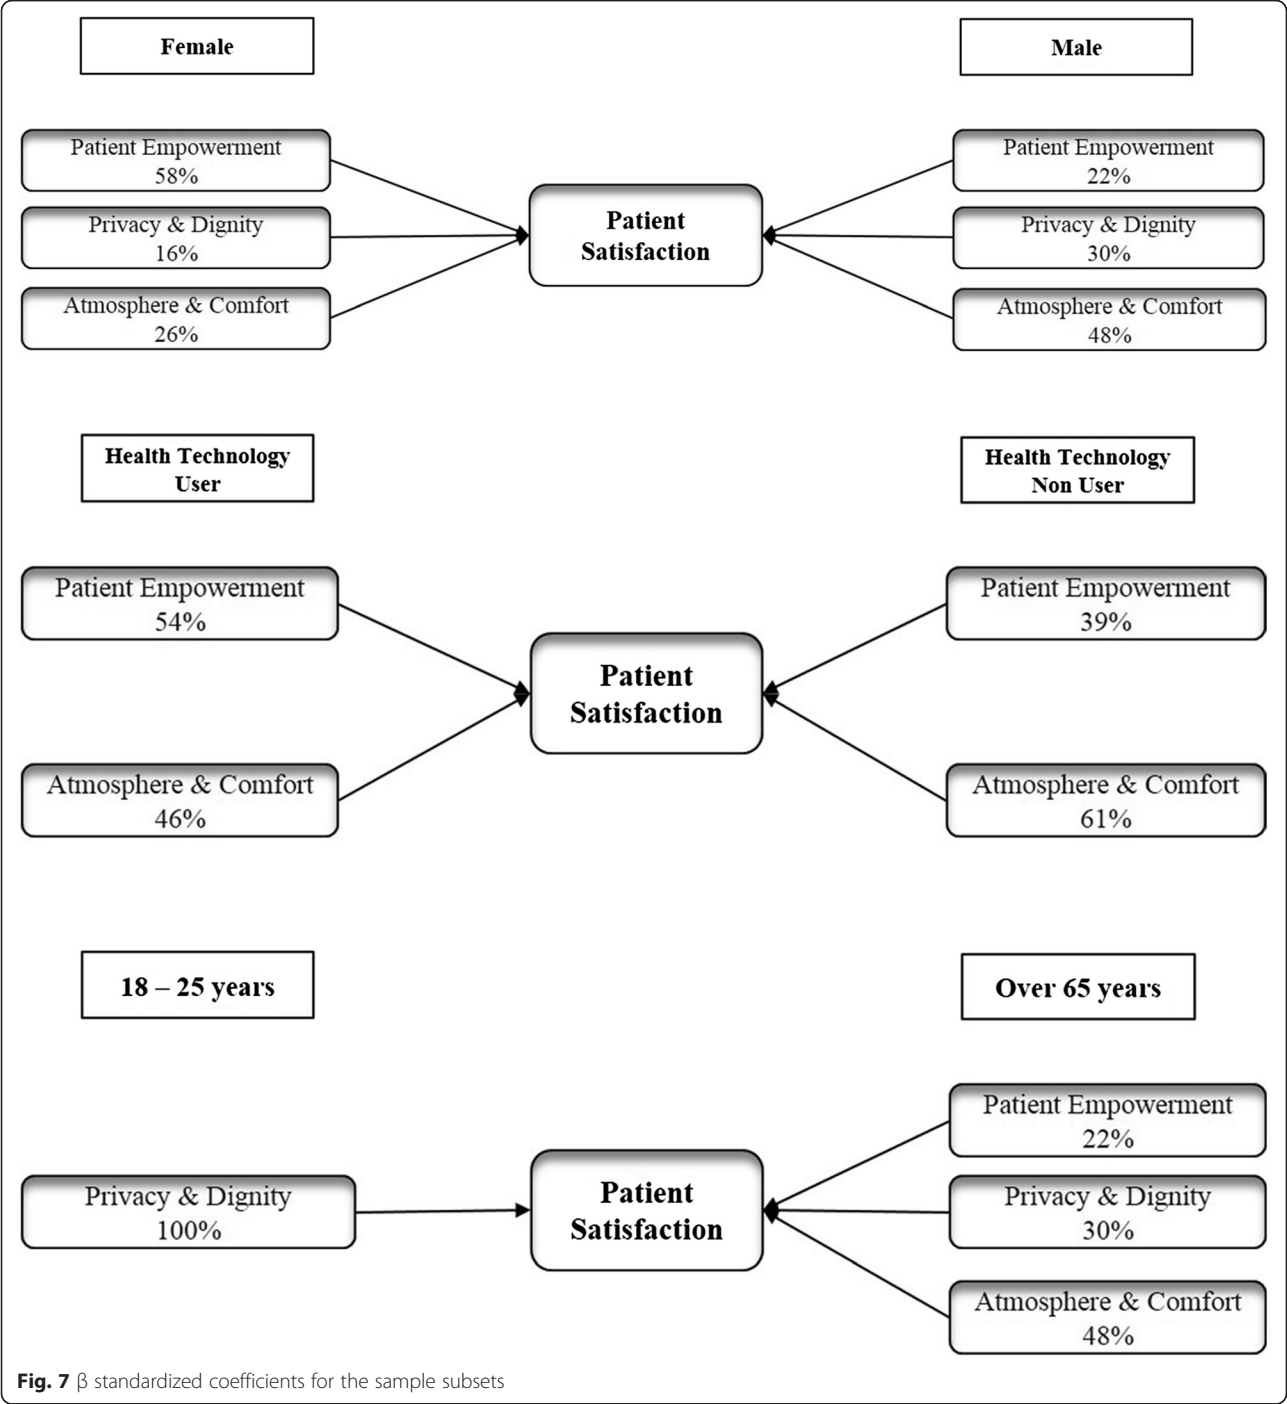 Female
Male
Patient Empowerment
58%
Privacy & Dignity
16%
Atmosphere & Comfort
26%
Patient
Satisfaction
Patient Empowerment
22%
Privacy & Dignity
30%
Atmosphere & Comfort
48%
Health Technology
User
Health Technology
Non User
Patient Empowerment
54%
Atmosphere & Comfort
46%
Patient
Satisfaction
Patient Empowerment
39%
Atmosphere & Comfort
61%
18 – 25 years
Over 65 years
Privacy & Dignity
100%
Patient
Satisfaction
Patient Empowerment
22%
Privacy & Dignity
30%
Atmosphere & Comfort
48%
Fig. 7 β standardized coefficients for the sample subsets